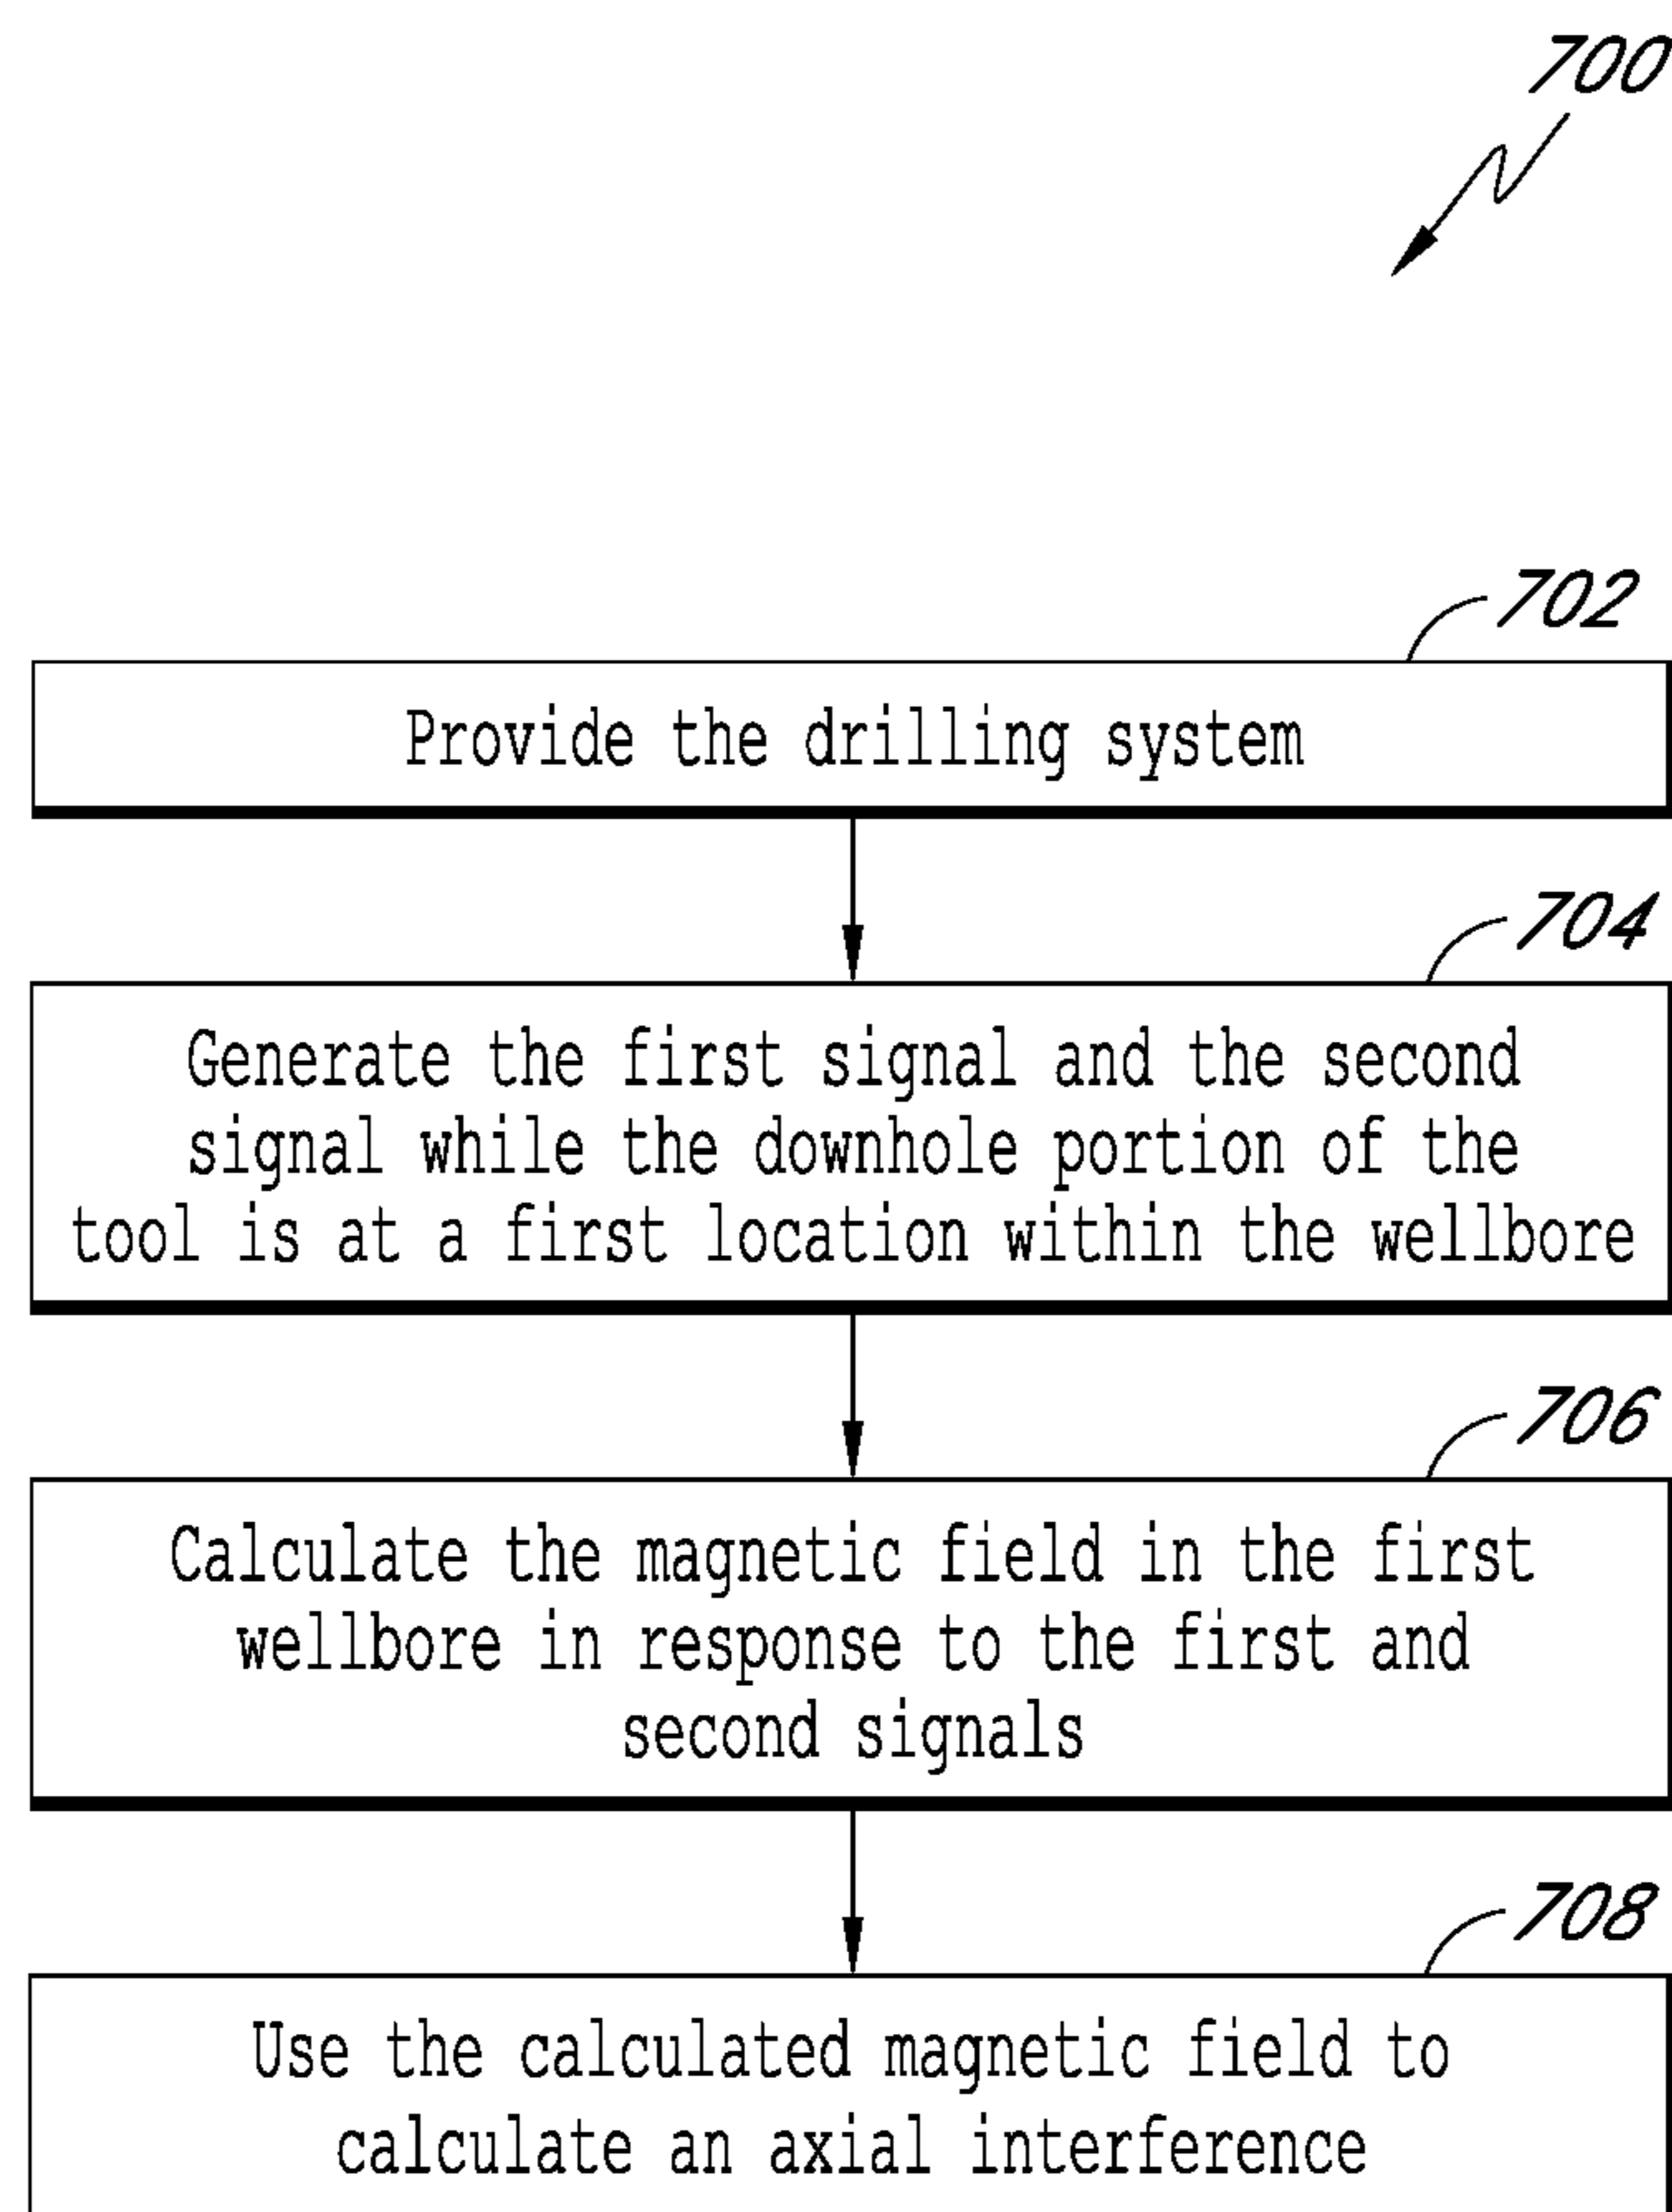 700
702
Provide the drilling system
704
Generate the first signal and the second
signal while the downhole portion of the
tool is at a first location within the wellbore
706
Calculate the magnetic field in the first
wellbore in response to the first and
second signals
708
Use the calculated magnetic field to
calculate an axial interference